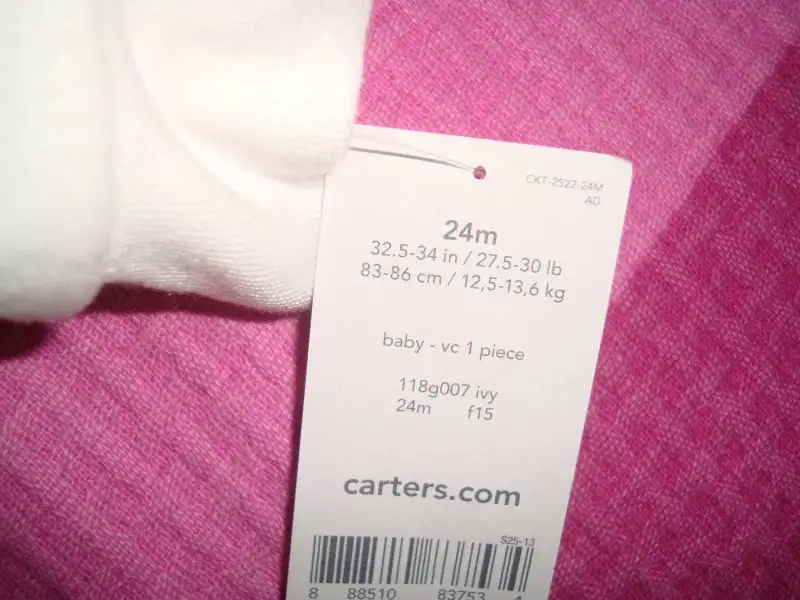 CKT-2522-24M
AD
24m
32.5-34 in / 27.5-30 lb
83-86 cm / 12,5-13,6 kg
baby - vc 1 piece
118g007 ivy
24m f15
carters.com
S25-13
8 88510 83753 4